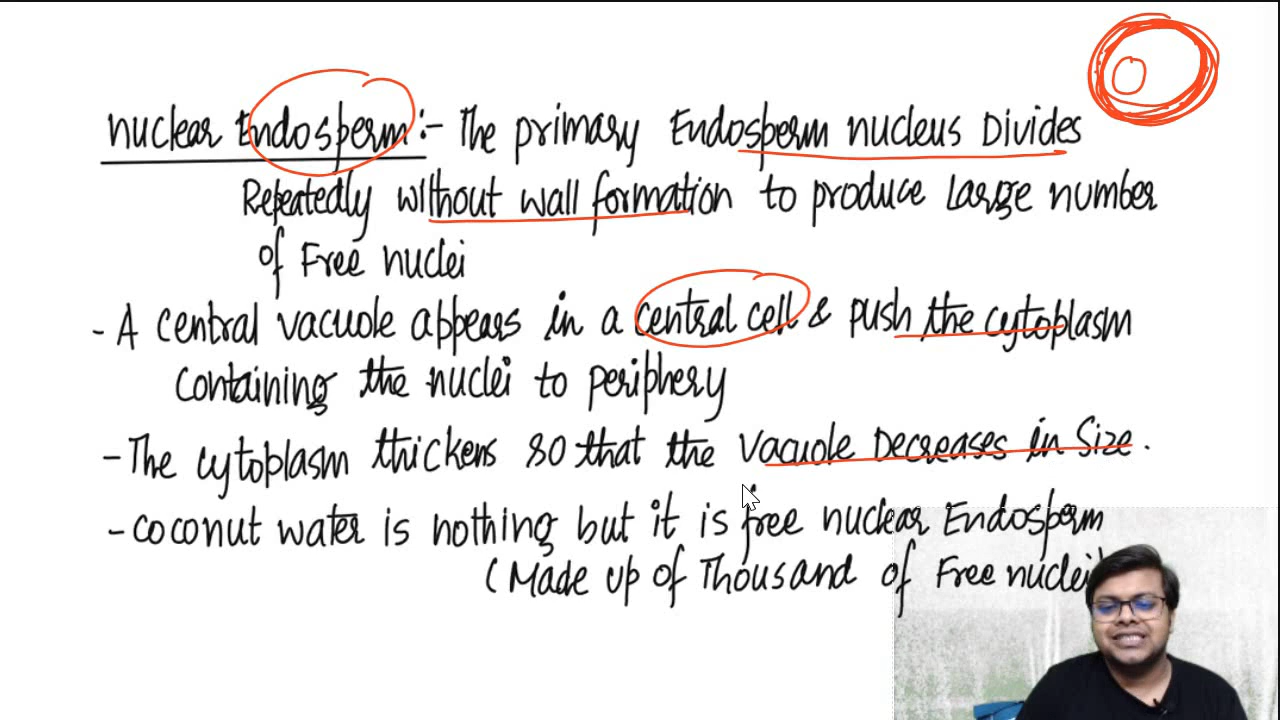 Nuclear Endosperm:- The primary Endosperm nucleus Divides
Repeatedly without wall formation to produce Large number
of Free nuclei
- A central vacuole appears in a central cell & push the cytoplasm
containing the nuclei to periphery
- The cytoplasm thickens so that the Vacuole Decreases in Size.
- coconut water is nothing but it is free nuclear Endosperm
(Made up of Thousand of Free nuclei)